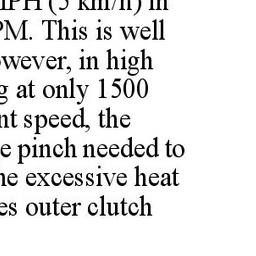 MPH (5 km/h) in
PM. This is well
owever, in high
g at only 1500
nt speed, the
e pinch needed to
he excessive heat
es outer clutch